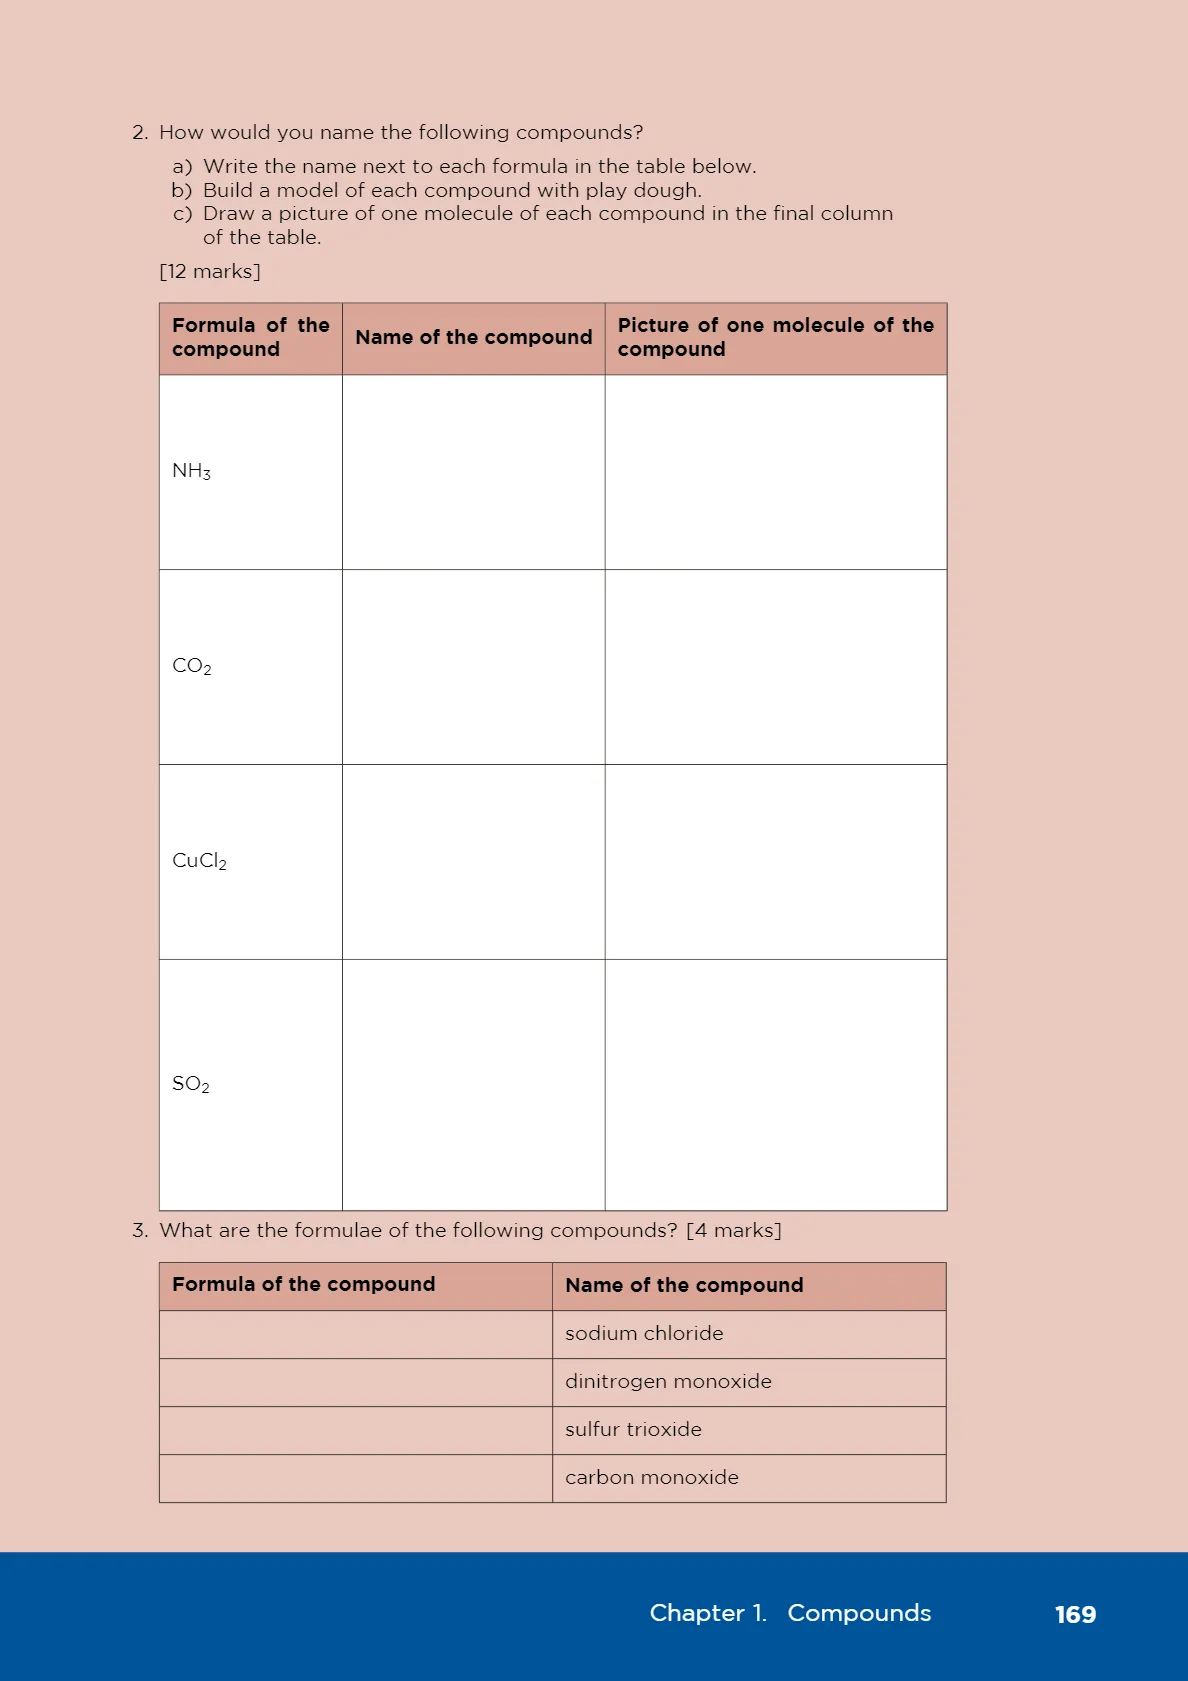 2. How would you name the following compounds?
a) Write the name next to each formula in the table below.
b) Build a model of each compound with play dough.
c) Draw a picture of one molecule of each compound in the final column
of the table.
[12 marks]
Formula of the
compound
Name of the compound
Picture of one molecule of the
compound
NH₃
CO₂
CuCl₂
SO₂
3. What are the formulae of the following compounds? [4 marks]
Formula of the compound
Name of the compound
sodium chloride
dinitrogen monoxide
sulfur trioxide
carbon monoxide
Chapter 1. Compounds 169